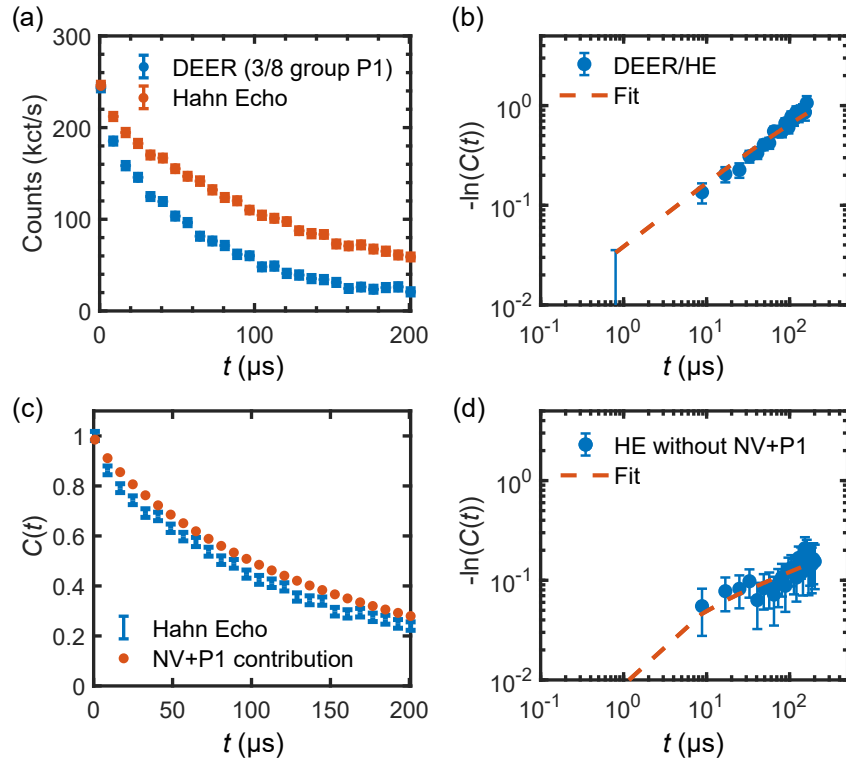 (a)
300
200
100
0
0
100
200
Counts (kct/s)
t (µs)
DEER (3/8 group P1)
Hahn Echo
(b)
10^0
10^-1
10^-2
10^-1
10^0
10^1
10^2
-ln(C(t))
t (µs)
DEER/HE
Fit
(c)
1
0.8
0.6
0.4
0.2
0
0
50
100
150
200
C(t)
t (µs)
Hahn Echo
NV+P1 contribution
(d)
10^0
10^-1
10^-2
10^-1
10^0
10^1
10^2
-ln(C(t))
t (µs)
HE without NV+P1
Fit